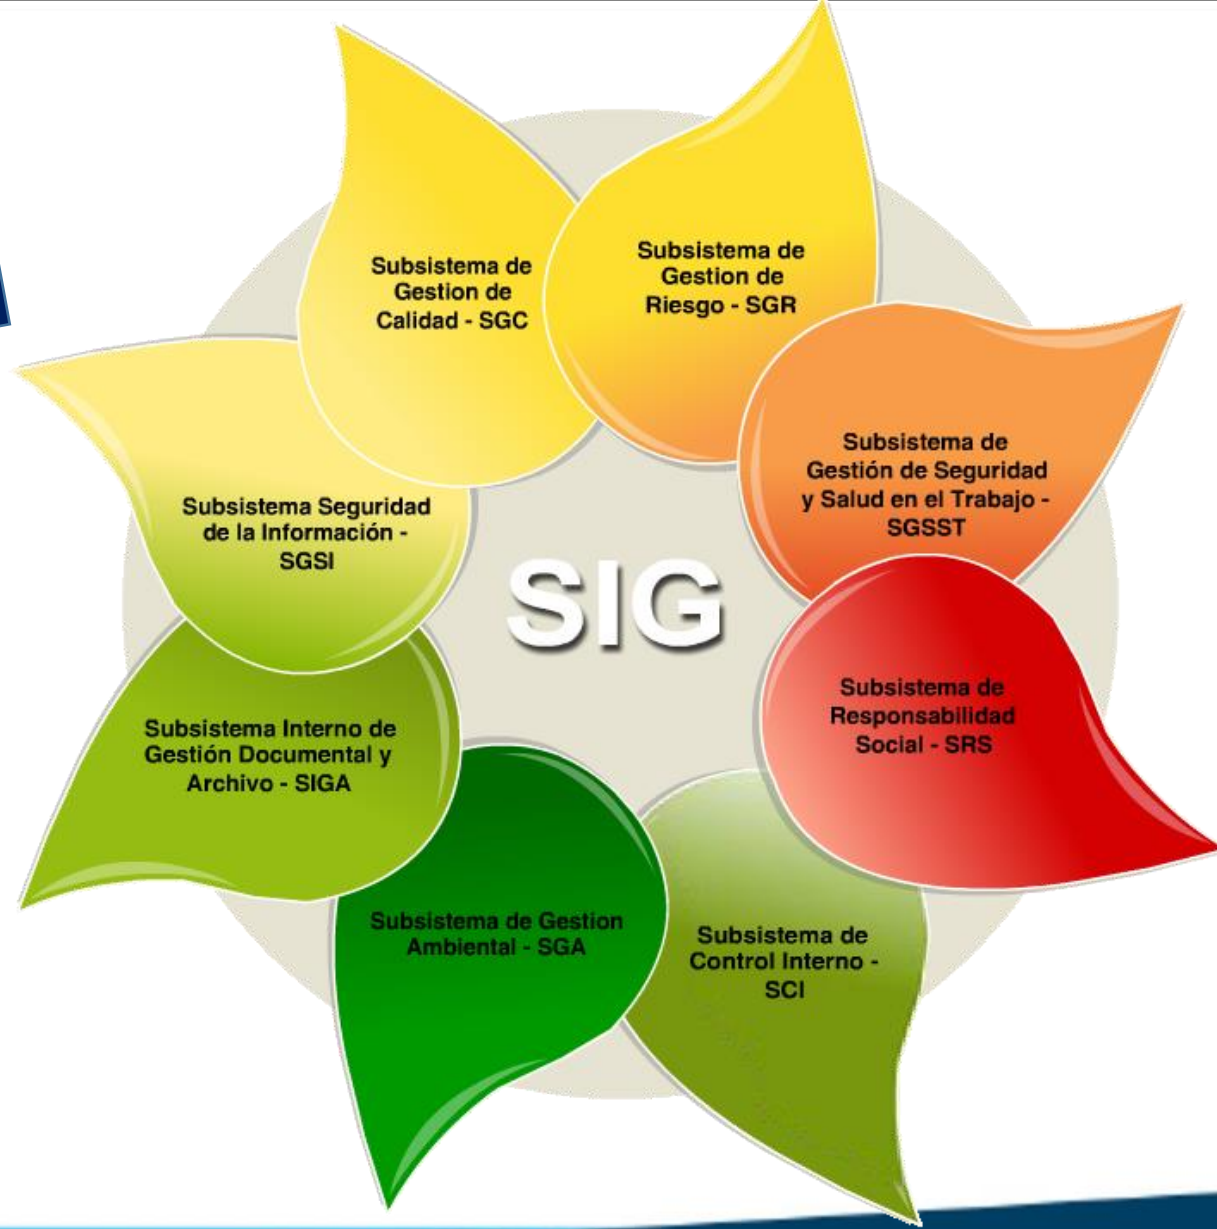 Subsistema de
Gestion de
Calidad - SGC
Subsistema de
Gestion de
Riesgo - SGR
Subsistema de
Gestión de Seguridad
y Salud en el Trabajo -
SGSST
Subsistema Seguridad
de la Información -
SGSI
SIG
Subsistema de
Responsabilidad
Social - SRS
Subsistema Interno de
Gestión Documental y
Archivo - SIGA
Subsistema de Gestion
Ambiental - SGA
Subsistema de
Control Interno -
SCI